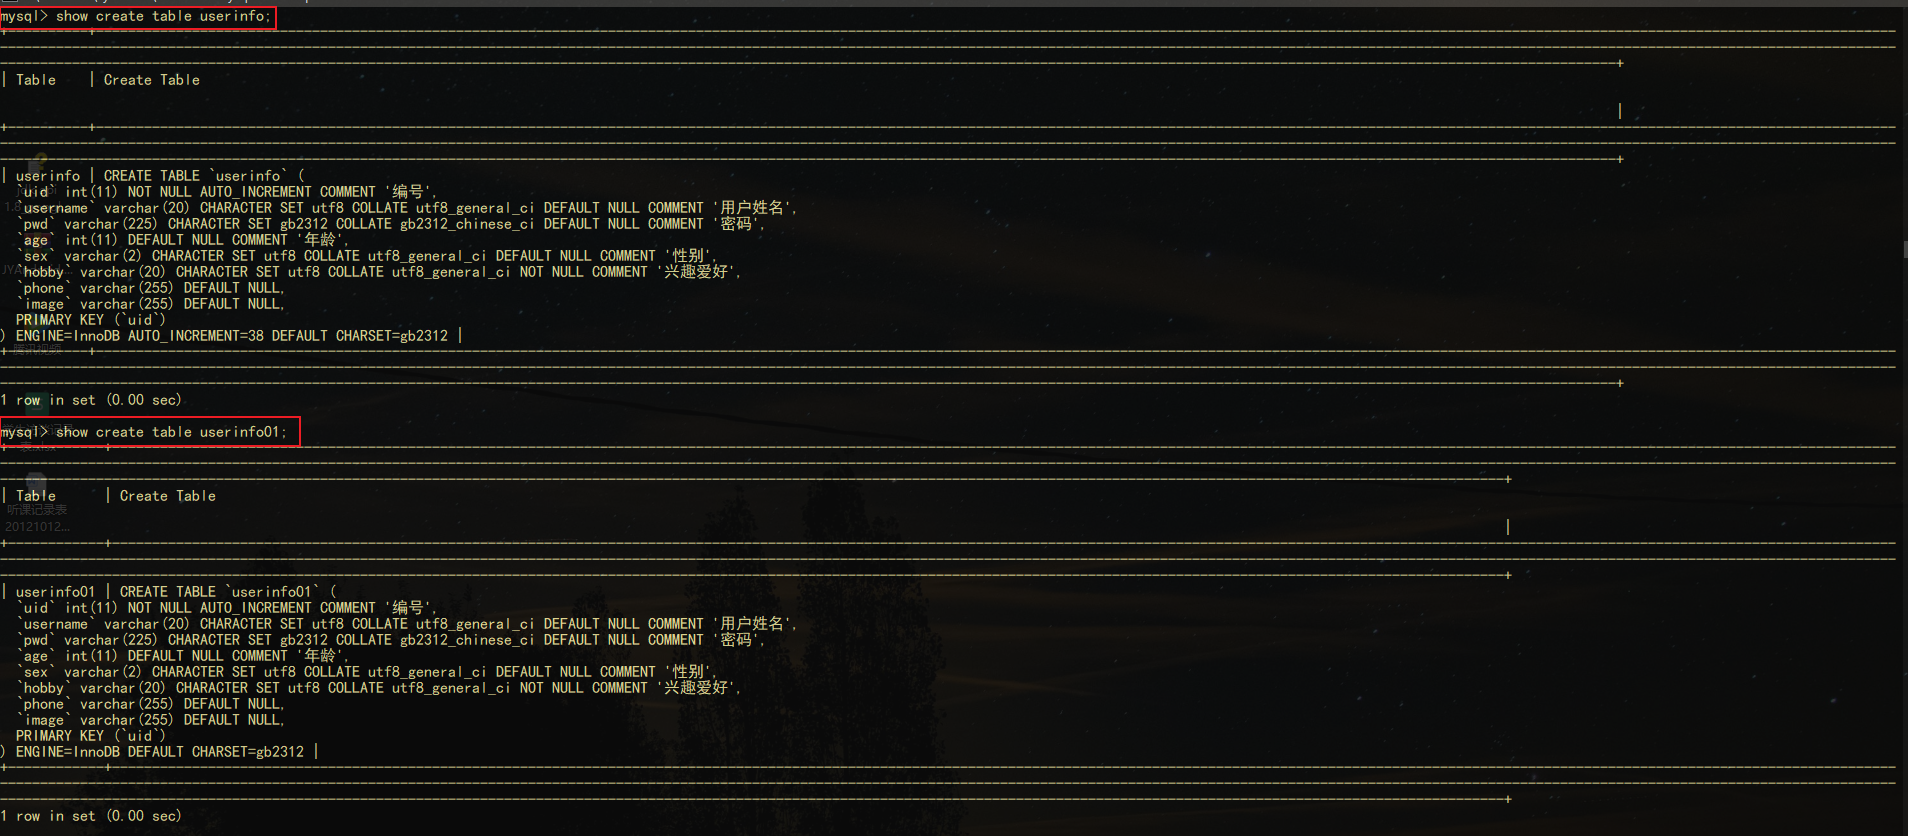 mysql> show create table userinfo;
| Table | Create Table
|
| userinfo | CREATE TABLE `userinfo` (
`uid` int(11) NOT NULL AUTO_INCREMENT COMMENT '编号',
`username` varchar(20) CHARACTER SET utf8 COLLATE utf8_general_ci DEFAULT NULL COMMENT '用户姓名',
`pwd` varchar(225) CHARACTER SET gb2312 COLLATE gb2312_chinese_ci DEFAULT NULL COMMENT '密码',
`age` int(11) DEFAULT NULL COMMENT '年龄',
`sex` varchar(2) CHARACTER SET utf8 COLLATE utf8_general_ci DEFAULT NULL COMMENT '性别',
`hobby` varchar(20) CHARACTER SET utf8 COLLATE utf8_general_ci NOT NULL COMMENT '兴趣爱好',
`phone` varchar(255) DEFAULT NULL,
`image` varchar(255) DEFAULT NULL,
PRIMARY KEY (`uid`)
) ENGINE=InnoDB AUTO_INCREMENT=38 DEFAULT CHARSET=gb2312 |
腾讯视频
1 row in set (0.00 sec)
mysql> show create table userinfo01;
| Table | Create Table
听课记录表
20121012...
|
| userinfo01 | CREATE TABLE `userinfo01` (
`uid` int(11) NOT NULL AUTO_INCREMENT COMMENT '编号',
`username` varchar(20) CHARACTER SET utf8 COLLATE utf8_general_ci DEFAULT NULL COMMENT '用户姓名',
`pwd` varchar(225) CHARACTER SET gb2312 COLLATE gb2312_chinese_ci DEFAULT NULL COMMENT '密码',
`age` int(11) DEFAULT NULL COMMENT '年龄',
`sex` varchar(2) CHARACTER SET utf8 COLLATE utf8_general_ci DEFAULT NULL COMMENT '性别',
`hobby` varchar(20) CHARACTER SET utf8 COLLATE utf8_general_ci NOT NULL COMMENT '兴趣爱好',
`phone` varchar(255) DEFAULT NULL,
`image` varchar(255) DEFAULT NULL,
PRIMARY KEY (`uid`)
) ENGINE=InnoDB DEFAULT CHARSET=gb2312 |
1 row in set (0.00 sec)